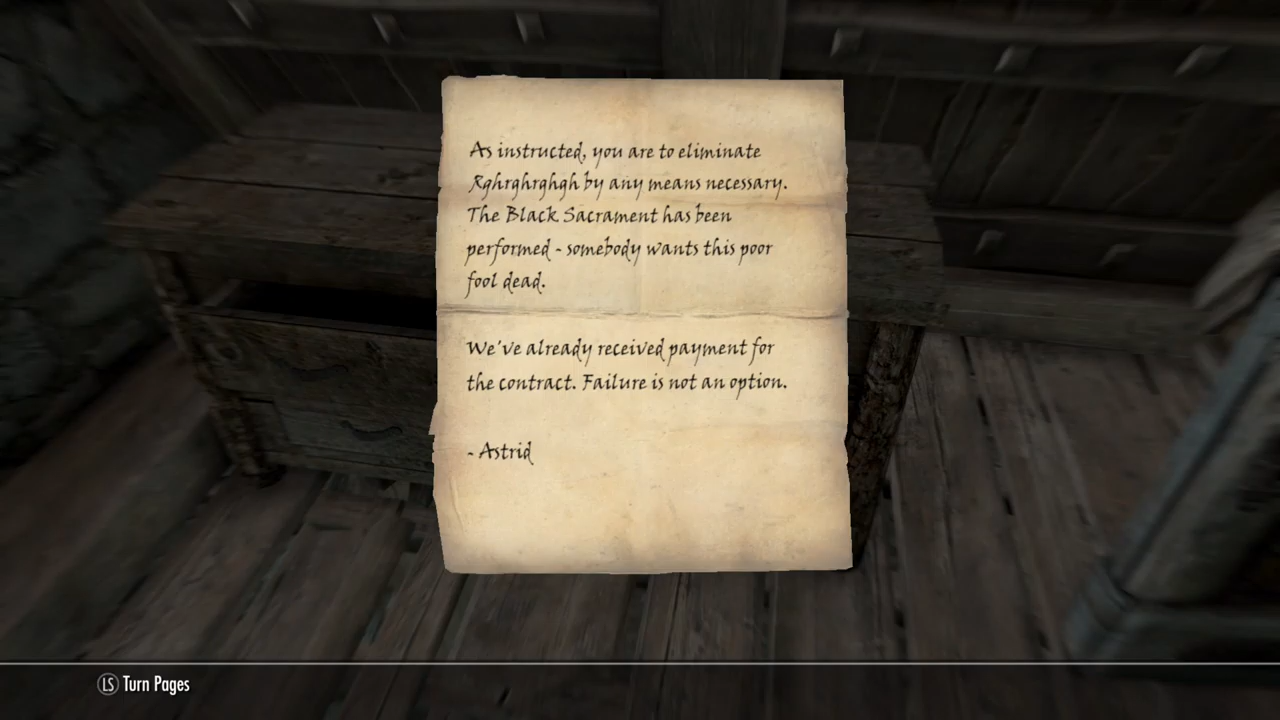 As instructed, you are to eliminate
Rghrghrghgh by any means necessary.
The Black Sacrament has been
performed - somebody wants this poor
fool dead.
We've already received payment for
the contract. Failure is not an option.
- Astrid
LS Turn Pages